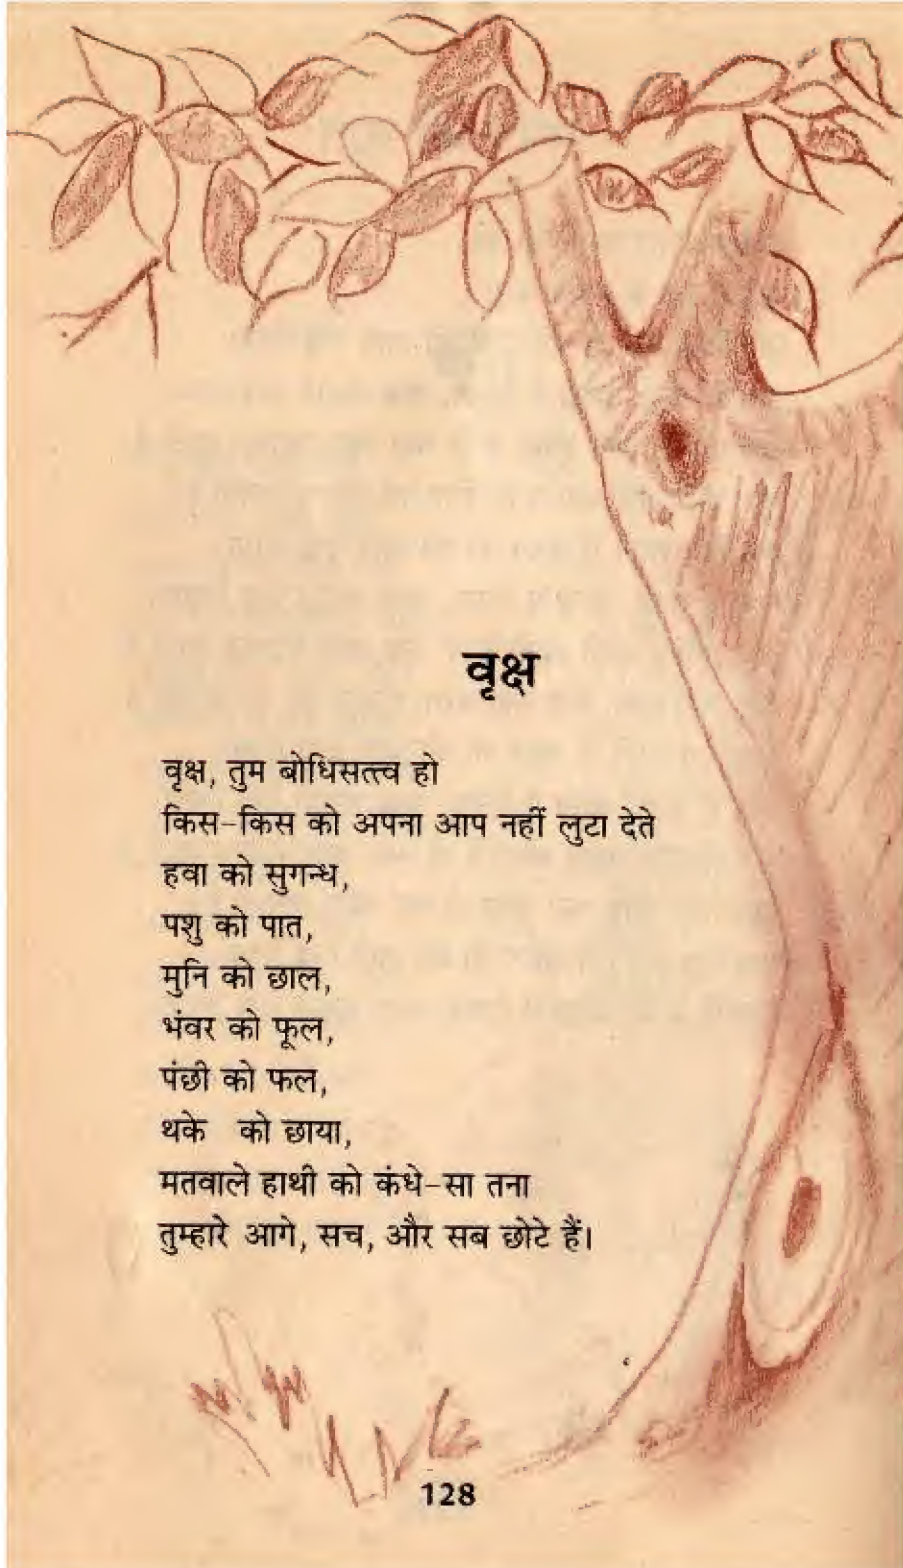 वृक्ष
वृक्ष, तुम बोधिसत्त्व हो
किस-किस को अपना आप नहीं लुटा देते
हवा को सुगन्ध,
पशु को पात,
मुनि को छाल,
भंवर को फूल,
पंछी को फल,
थके को छाया,
मतवाले हाथी को कंधे-सा तना
तुम्हारे आगे, सच, और सब छोटे हैं।
128